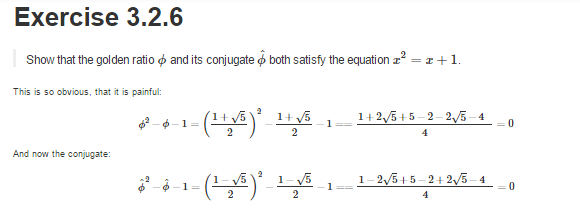 Exercise 3.2.6
Show that the golden ratio ϕ and its conjugate ϕ̂ both satisfy the equation x² = x + 1.
This is so obvious, that it is painful:
ϕ² − ϕ − 1 = ((1 + √5)/2)² − (1 + √5)/2 − 1 == (1 + 2√5 + 5 − 2 − 2√5 − 4)/4 = 0
And now the conjugate:
ϕ̂² − ϕ̂ − 1 = ((1 − √5)/2)² − (1 − √5)/2 − 1 == (1 − 2√5 + 5 − 2 + 2√5 − 4)/4 = 0